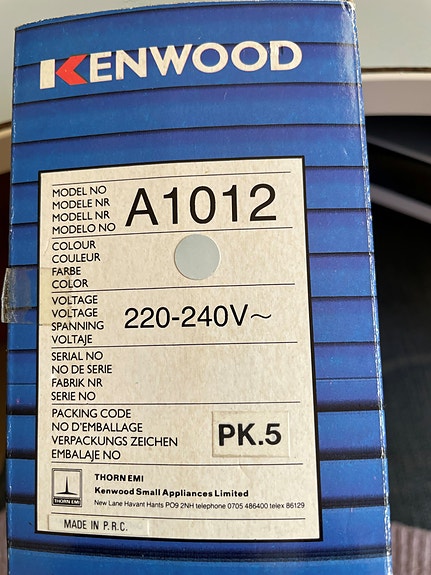 KENWOOD
MODEL NO
MODELE NR
MODELL NR
MODELO NO
A1012
COLOUR
COULEUR
FARBE
COLOR
VOLTAGE
VOLTAGE
SPANNING
VOLTAJE
220-240V~
SERIAL NO
NO DE SERIE
FABRIK NR
SERIE NO
PACKING CODE
NO D'EMBALLAGE
VERPACKUNGS ZEICHEN
EMBALAJE NO
PK.5
THORN EMI
THORN EMI
Kenwood Small Appliances Limited
New Lane Havant Hants PO9 2NH telephone 0705 486400 telex 86129
MADE IN P.R.C.